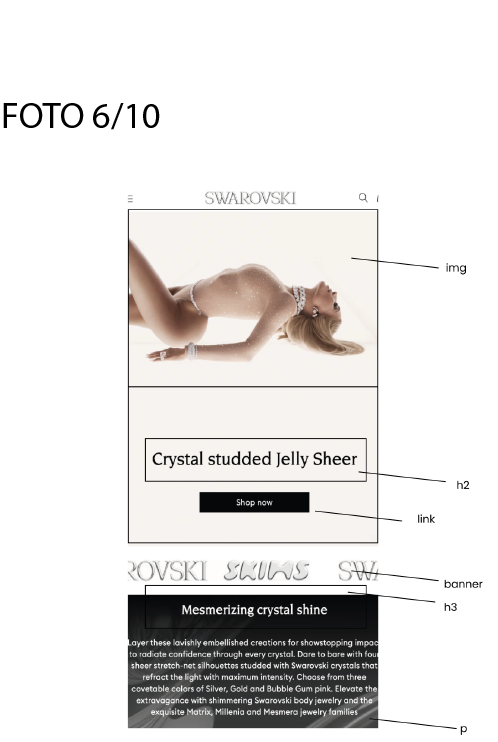 FOTO 6/10
SWAROVSKI
img
Crystal studded Jelly Sheer
h2
Shop now
link
ROVSKI SKIMS SWA
banner
h3
Mesmerizing crystal shine
Layer these lavishly embellished creations for showstopping impac
to radiate confidence through every crystal. Dare to bare with four
sheer stretch-net silhouettes studded with Swarovski crystals that
refract the light with maximum intensity. Choose from three
covetable colors of Silver, Gold and Bubble Gum pink. Elevate the
extravagance with shimmering Swarovski body jewelry and the
exquisite Matrix, Millenia and Mesmera jewelry families
p